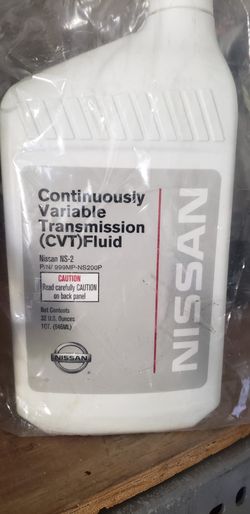 Continuously
Variable
Transmission
(CVT)Fluid
Nissan NS-2
P/N/ 999MP-NS200P
CAUTION
Read carefully CAUTION
on back panel
Net Contents
32 U.S. Ounces
1QT. (946ML)
NISSAN
NISSAN